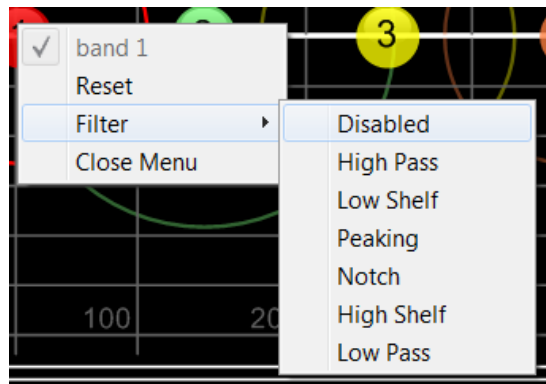 3
band 1
Reset
Filter
Close Menu
Disabled
High Pass
Low Shelf
Peaking
Notch
High Shelf
Low Pass
100